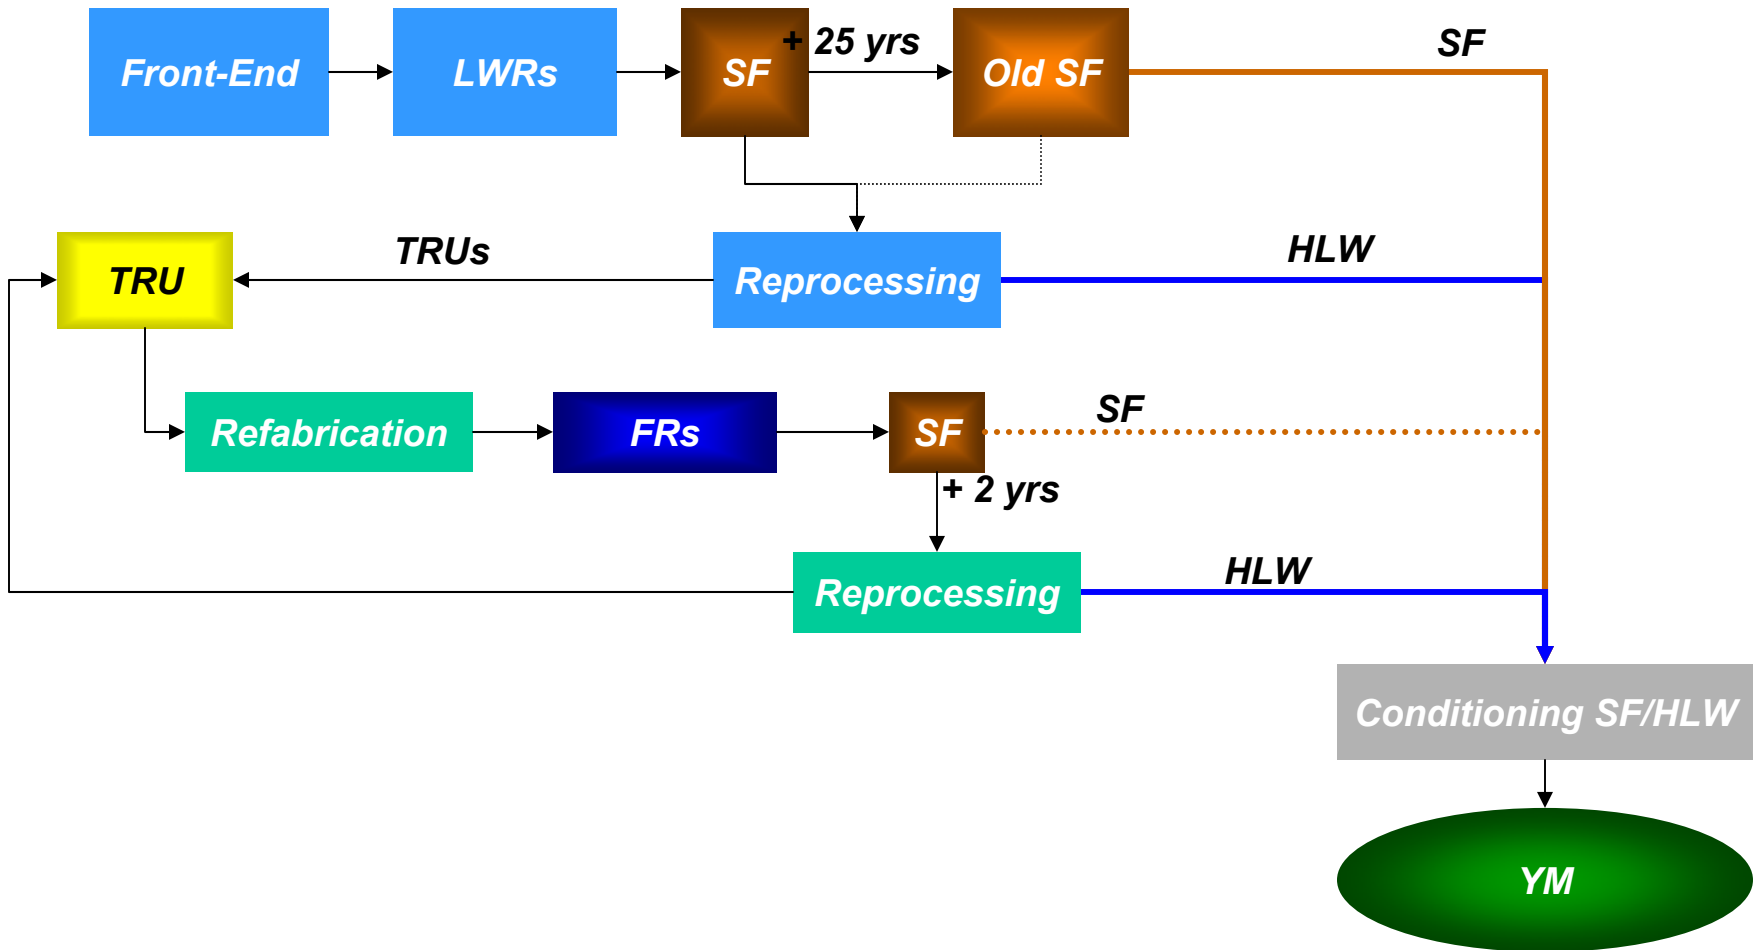 Front-End
LWRs
SF
+ 25 yrs
Old SF
SF
TRU
TRUs
Reprocessing
HLW
Refabrication
FRs
SF
SF
+ 2 yrs
Reprocessing
HLW
Conditioning SF/HLW
YM